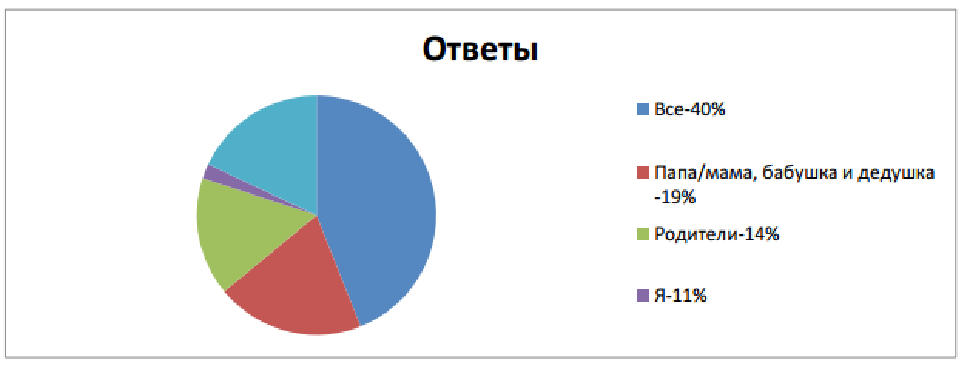 Ответы
Все-40%
Папа/мама, бабушка и дедушка
-19%
Родители-14%
Я-11%